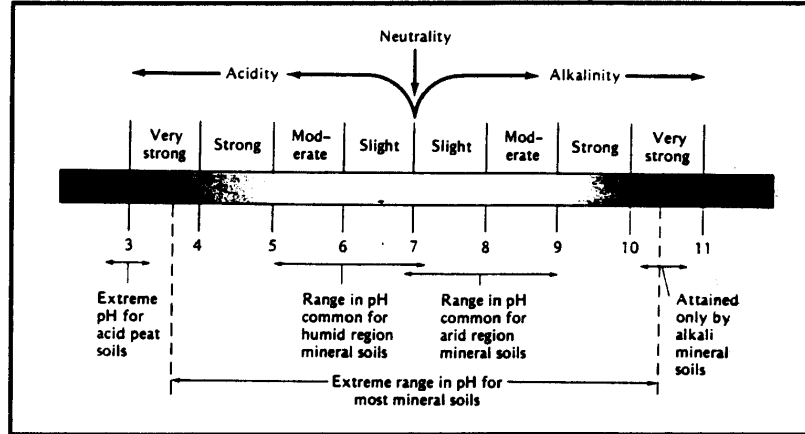 Neutrality
Acidity
Alkalinity
Very
strong
Strong
Mod-
erate
Slight
Slight
Mod-
erate
Strong
Very
strong
3 4 5 6 7 8 9 10 11
Extreme
pH for
acid peat
soils
Range in pH
common for
humid region
mineral soils
Range in pH
common for
arid region
mineral soils
Attained
only by
alkali
mineral
soils
Extreme range in pH for
most mineral soils